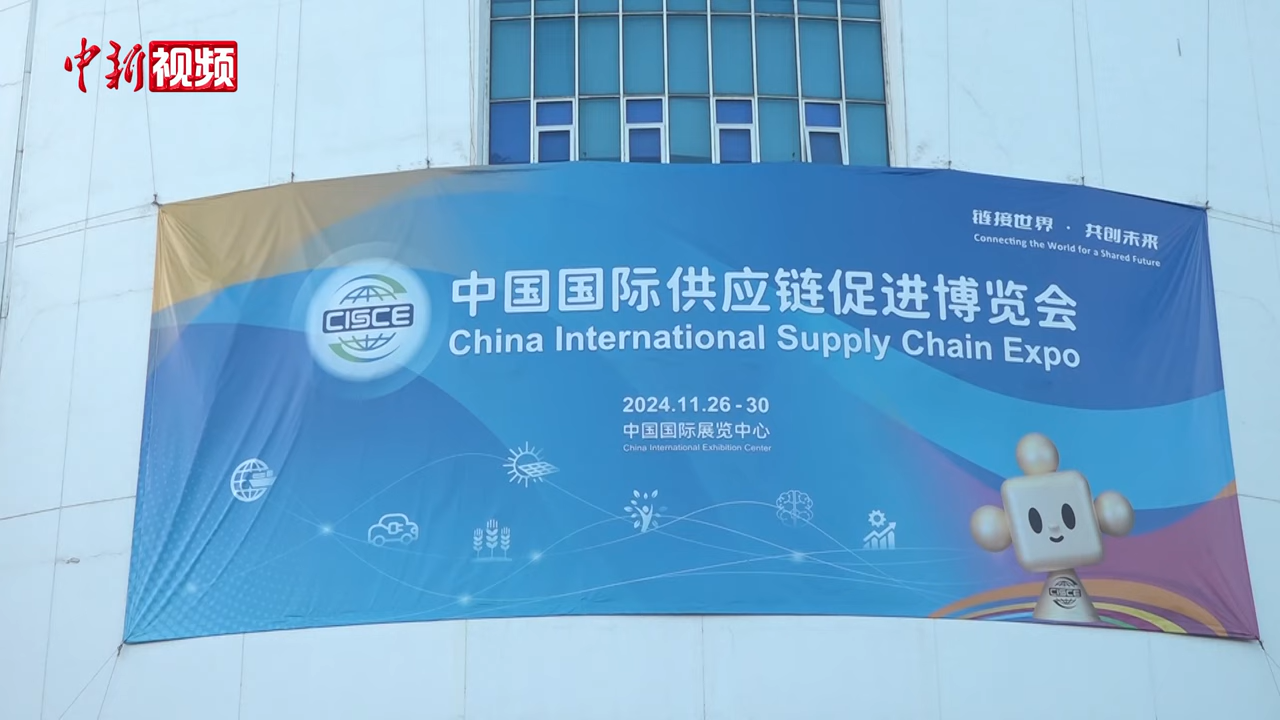 中新视频
链接世界 · 共创未来
Connecting the World for a Shared Future
CISCE
中国国际供应链促进博览会
China International Supply Chain Expo
2024.11.26-30
中国国际展览中心
China International Exhibition Center
CISCE